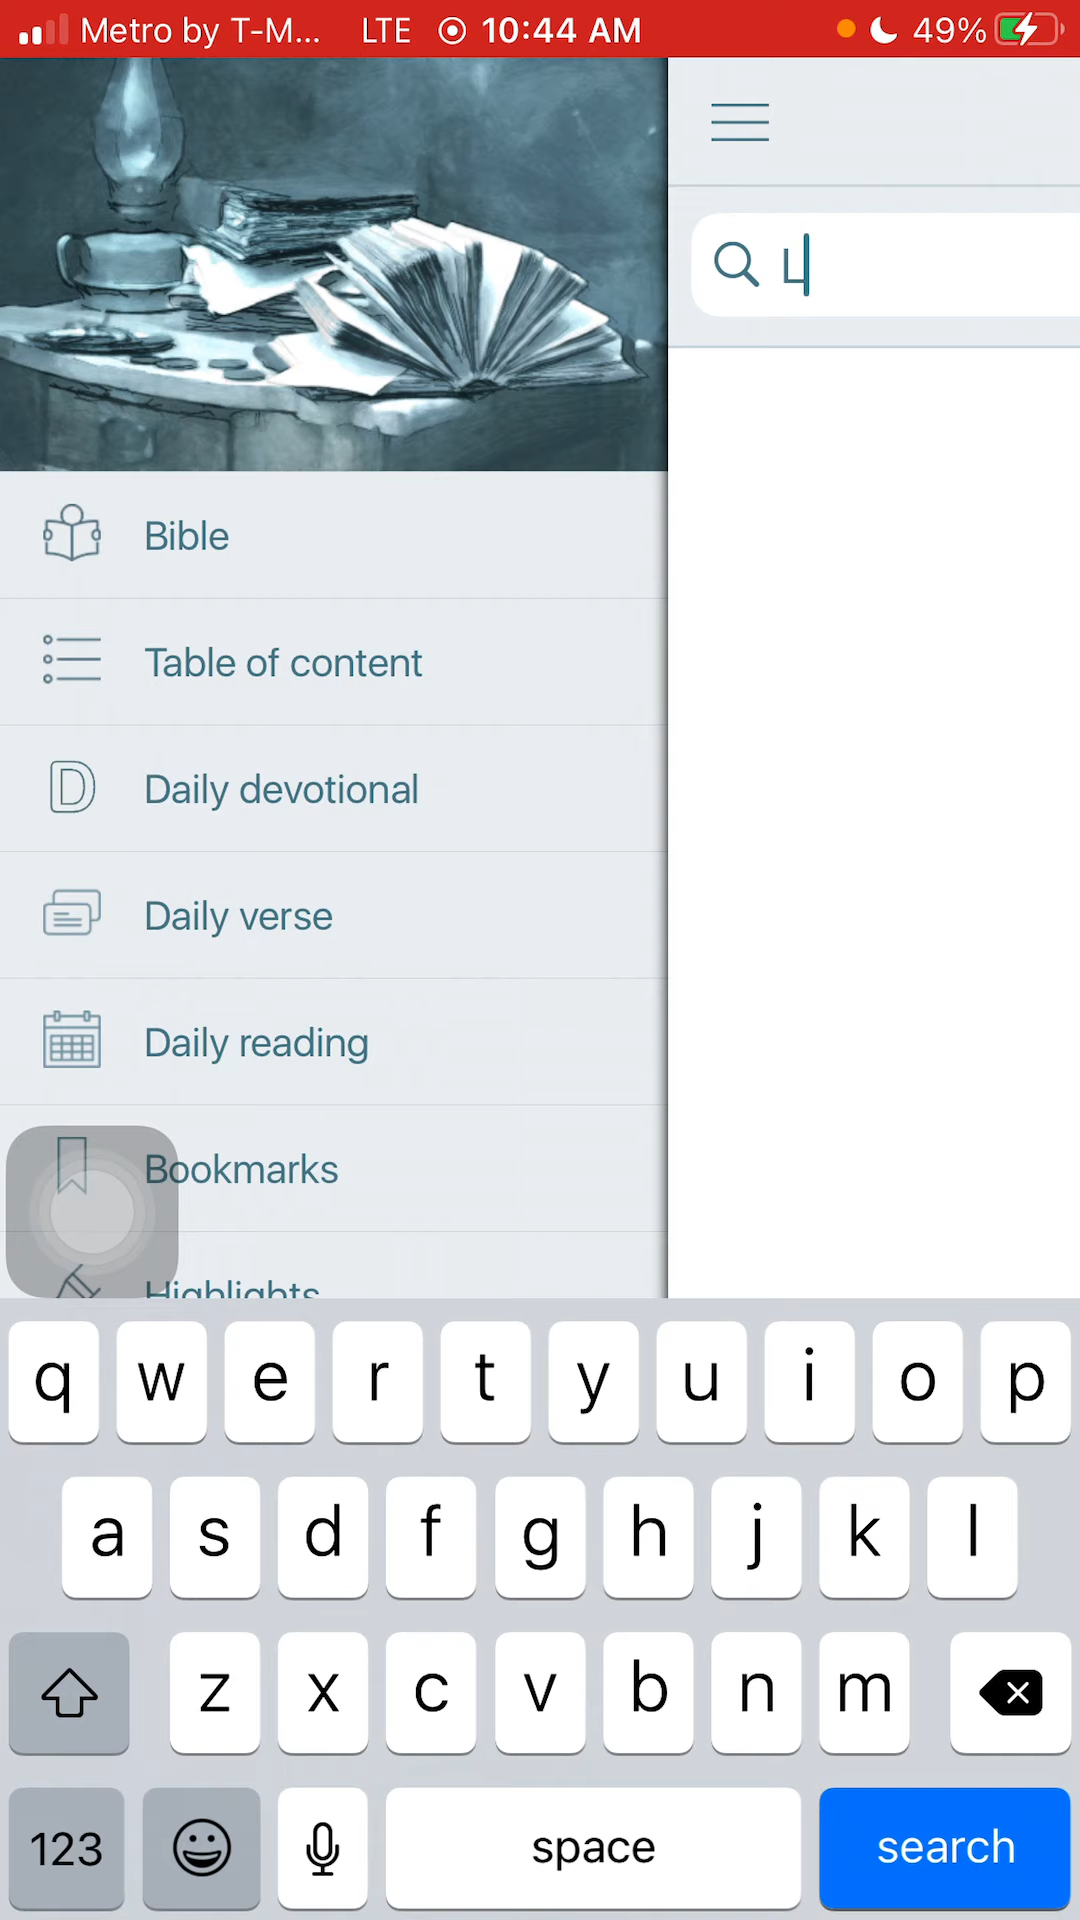 Metro by T-M... LTE 10:44 AM 49%
L
Bible
Table of content
D Daily devotional
Daily verse
Daily reading
Bookmarks
Highlights
q w e r t y u i o p
a s d f g h j k l
z x c v b n m
123 space search